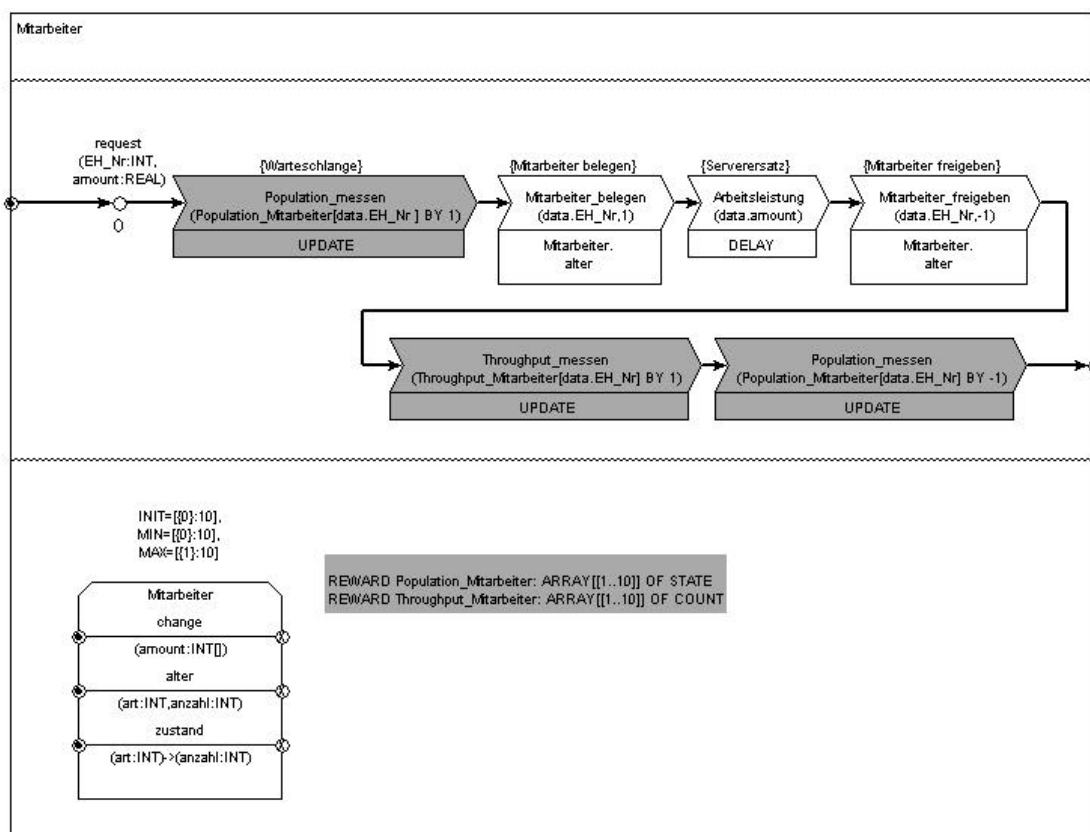 Mitarbeiter
request
(EH_Nr:INT,
amount:REAL)
()
{Warteschlange}
Population_messen
(Population_Mitarbeiter[data.EH_Nr ] BY 1)
UPDATE
{Mitarbeiter belegen}
Mitarbeiter_belegen
(data.EH_Nr,1)
Mitarbeiter.
alter
{Serverersatz}
Arbeitsleistung
(data.amount)
DELAY
{Mitarbeiter freigeben}
Mitarbeiter_freigeben
(data.EH_Nr,-1)
Mitarbeiter.
alter
Throughput_messen
(Throughput_Mitarbeiter[data.EH_Nr] BY 1)
UPDATE
Population_messen
(Population_Mitarbeiter[data.EH_Nr] BY -1)
UPDATE
INIT=[{0}:10],
MIN=[{0}:10],
MAX=[{1}:10]
Mitarbeiter
change
(amount:INT[])
alter
(art:INT,anzahl:INT)
zustand
(art:INT)->(anzahl:INT)
REWARD Population_Mitarbeiter: ARRAY[[1..10]] OF STATE
REWARD Throughput_Mitarbeiter: ARRAY[[1..10]] OF COUNT